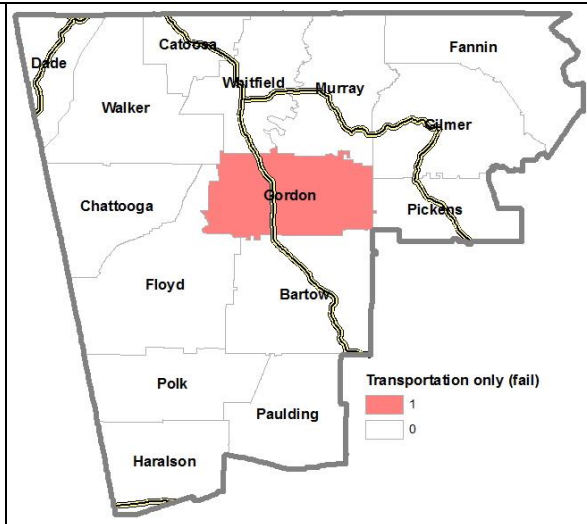 Fannin
Catoosa
Dade
Whitfield
Murray
Walker
Gilmer
Gordon
Chattooga
Pickens
Floyd
Bartow
Polk
Transportation only (fail)
1
0
Paulding
Haralson